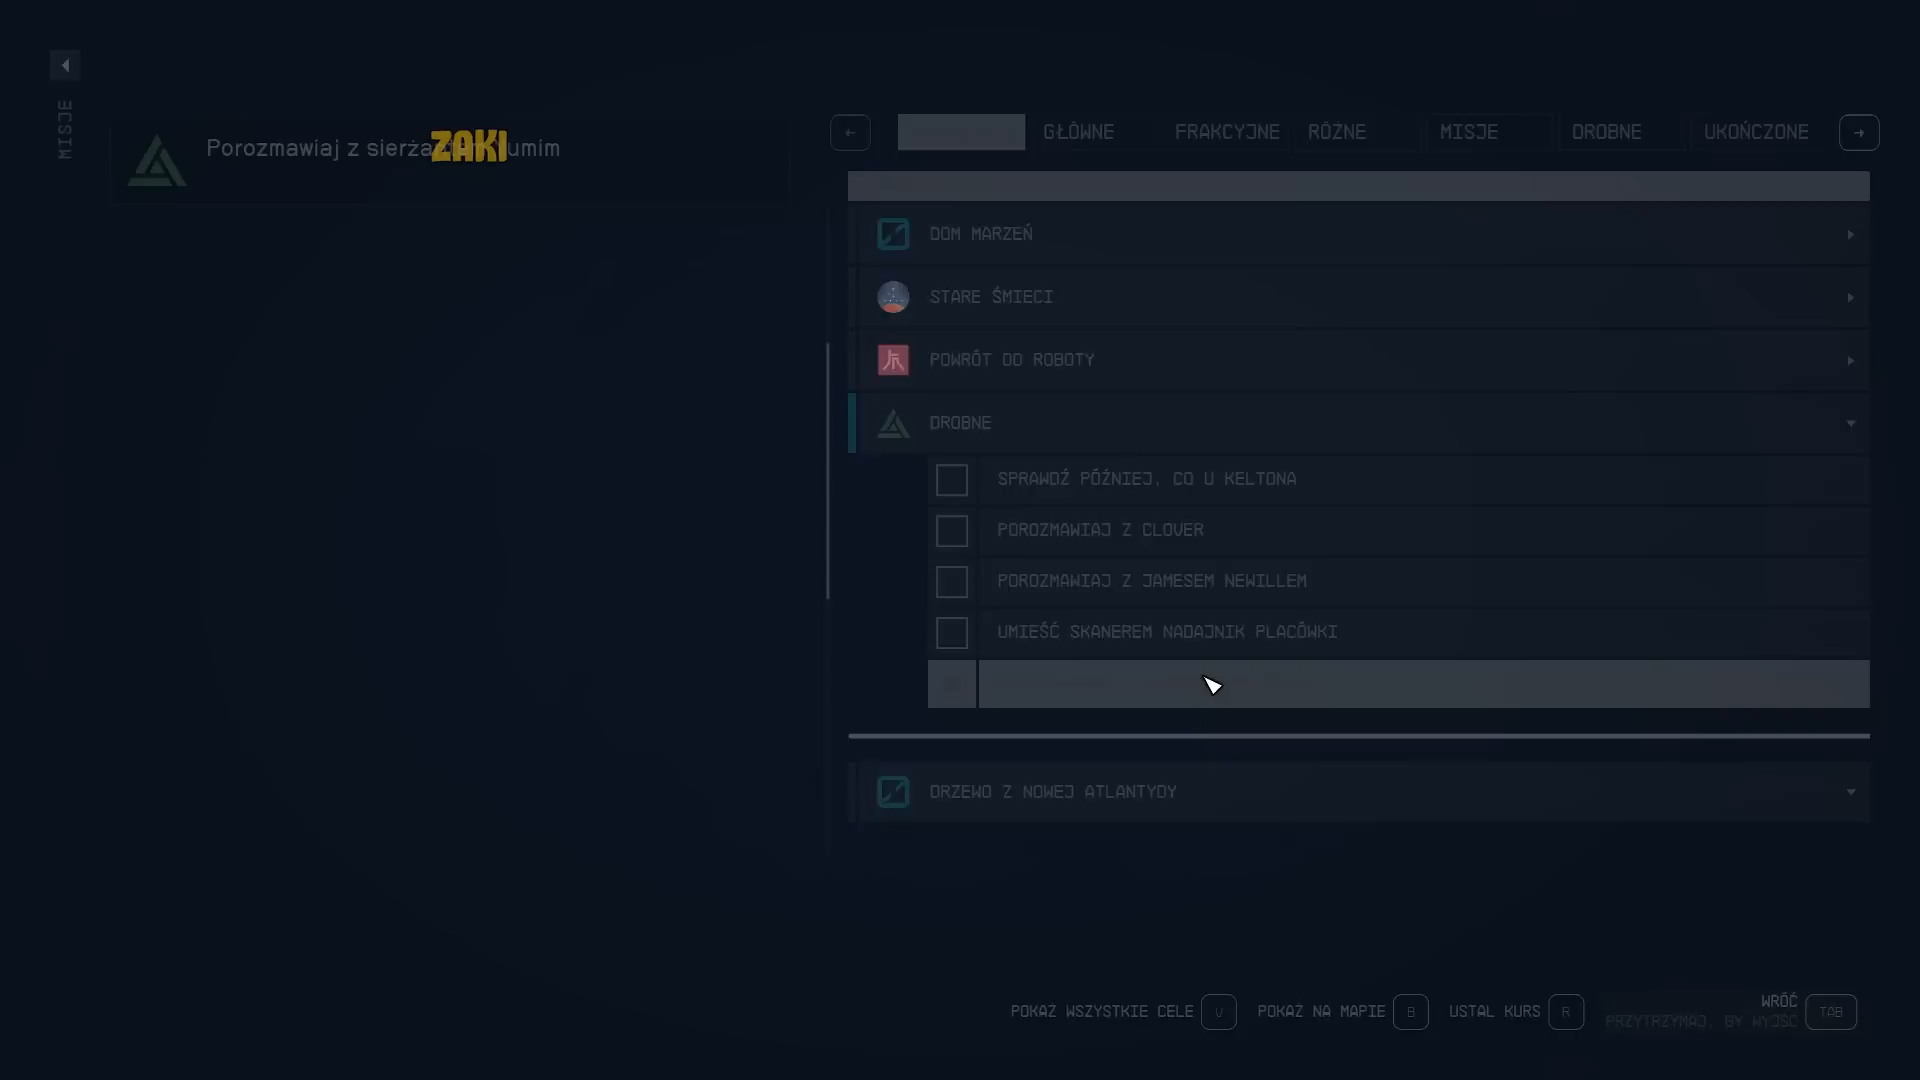 MISJE
Porozmawiaj z umim
ZAKI
← GŁÓWNE FRAKCYJNE RÓŻNE MISJE DROBNE UKOŃCZONE →
DOM MARZEŃ
STARE ŚMIECI
POWRÓT DO ROBOTY
DROBNE
SPRAWDŹ PÓŹNIEJ, CO U KELTONA
POROZMAWIAJ Z CLOVER
POROZMAWIAJ Z JAMESEM NEWILLEM
UMIEŚĆ SKANEREM NADAJNIK PLACÓWKI
DRZEWO Z NOWEJ ATLANTYDY
POKAŻ WSZYSTKIE CELE V POKAŻ NA MAPIE B USTAL KURS R WRÓĆ TAB
PRZYTRZYMAJ, BY WYJŚĆ